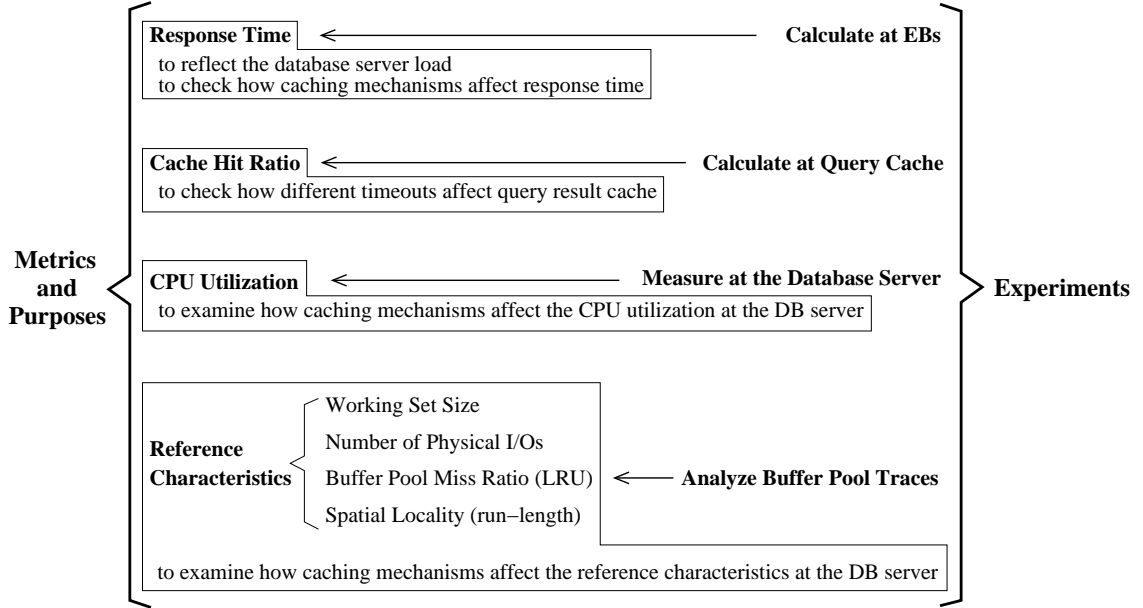 Response Time
Calculate at EBs
to reflect the database server load
to check how caching mechanisms affect response time
Cache Hit Ratio
Calculate at Query Cache
to check how different timeouts affect query result cache
Metrics
and
Purposes
CPU Utilization
Measure at the Database Server
to examine how caching mechanisms affect the CPU utilization at the DB server
Experiments
Reference
Characteristics
Working Set Size
Number of Physical I/Os
Buffer Pool Miss Ratio (LRU)
Spatial Locality (run−length)
Analyze Buffer Pool Traces
to examine how caching mechanisms affect the reference characteristics at the DB server